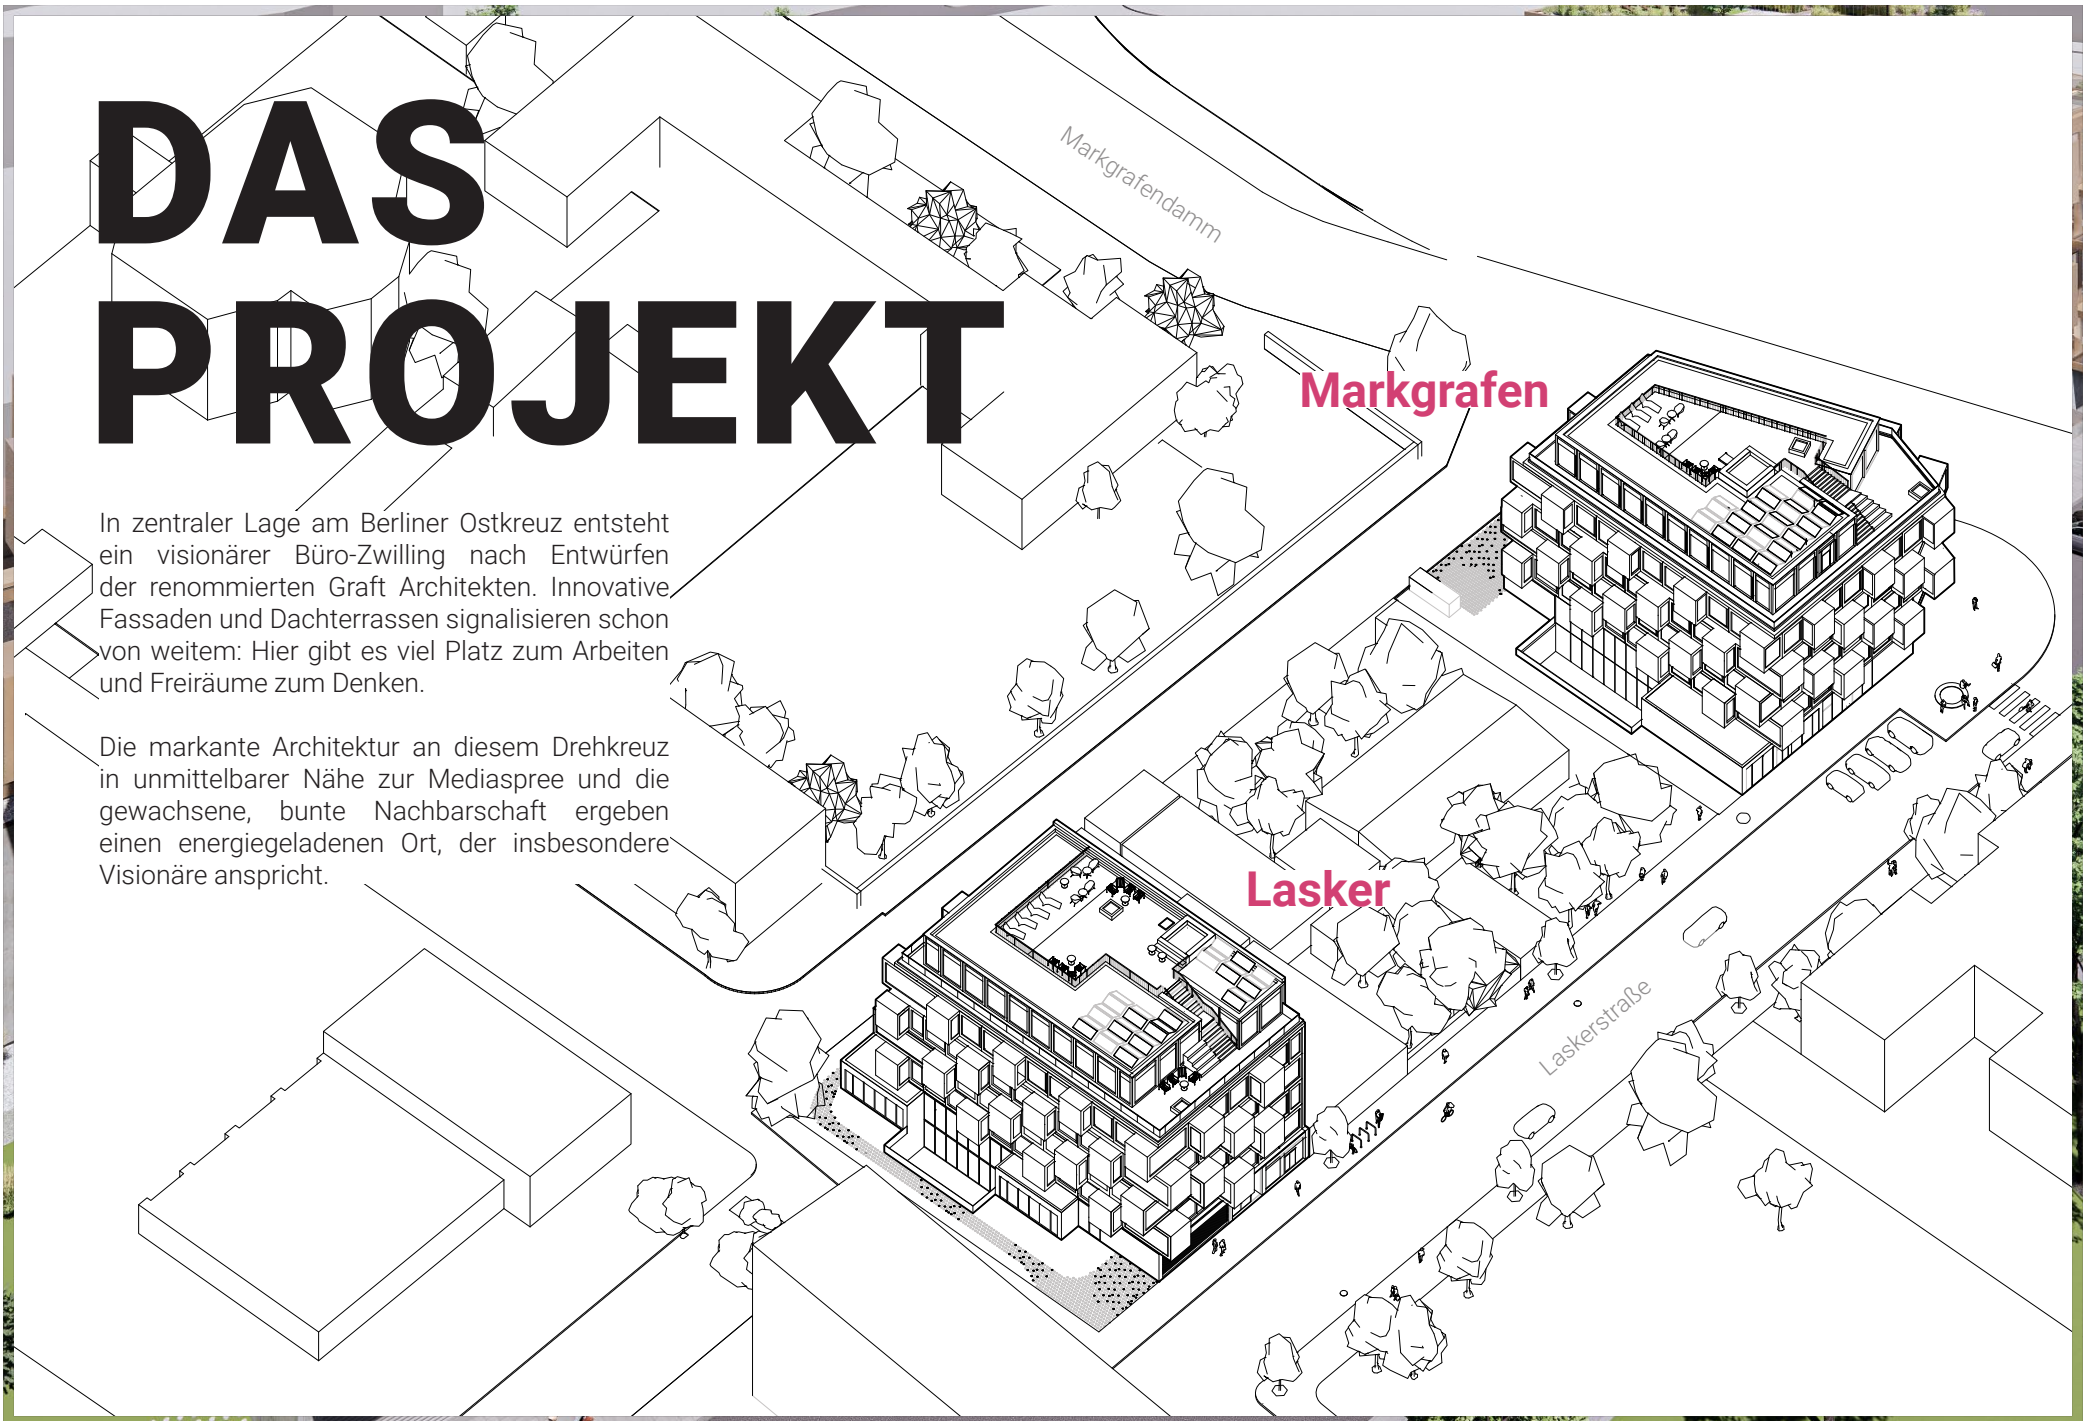 DAS
PROJEKT
Markgrafendamm
Markgrafen
In zentraler Lage am Berliner Ostkreuz entsteht
ein visionärer Büro-Zwilling nach Entwürfen
der renommierten Graft Architekten. Innovative
Fassaden und Dachterrassen signalisieren schon
von weitem: Hier gibt es viel Platz zum Arbeiten
und Freiräume zum Denken.
Die markante Architektur an diesem Drehkreuz
in unmittelbarer Nähe zur Mediaspree und die
gewachsene, bunte Nachbarschaft ergeben
einen energiegeladenen Ort, der insbesondere
Visionäre anspricht.
Lasker
Laskerstraße